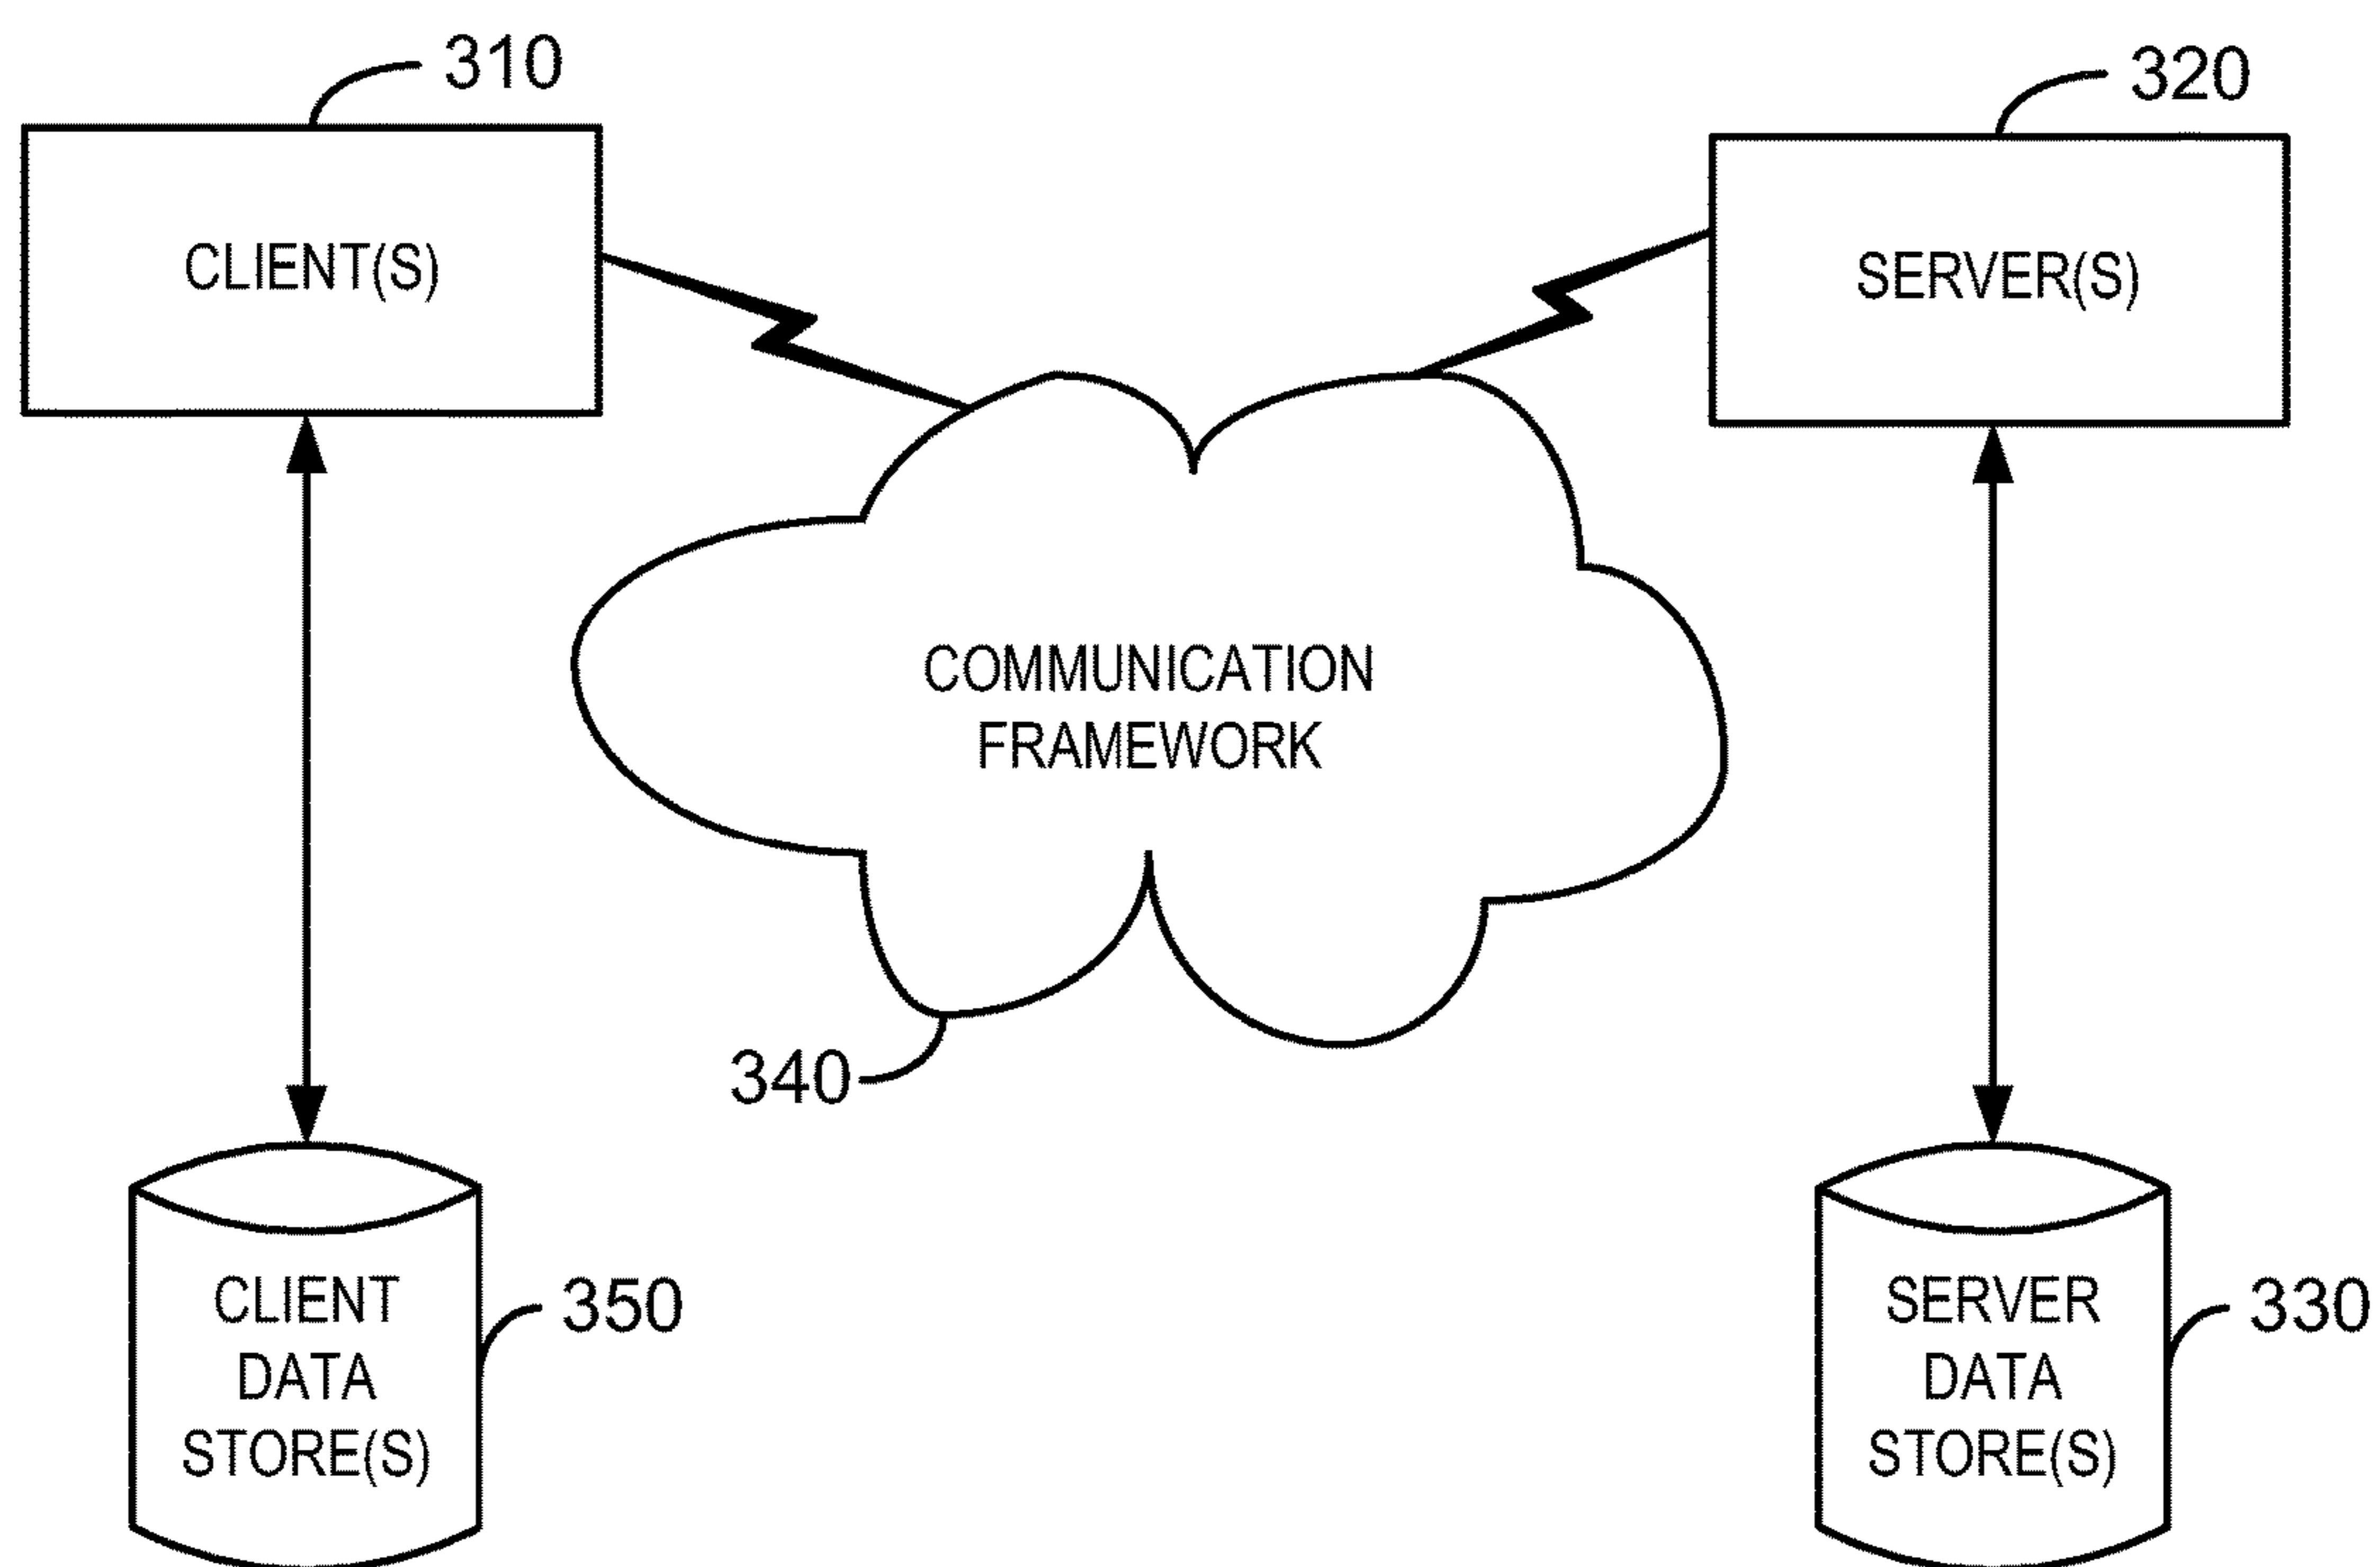 310
320
CLIENT(S)
SERVER(S)
COMMUNICATION
FRAMEWORK
340
CLIENT
DATA
STORE(S)
350
SERVER
DATA
STORE(S)
330